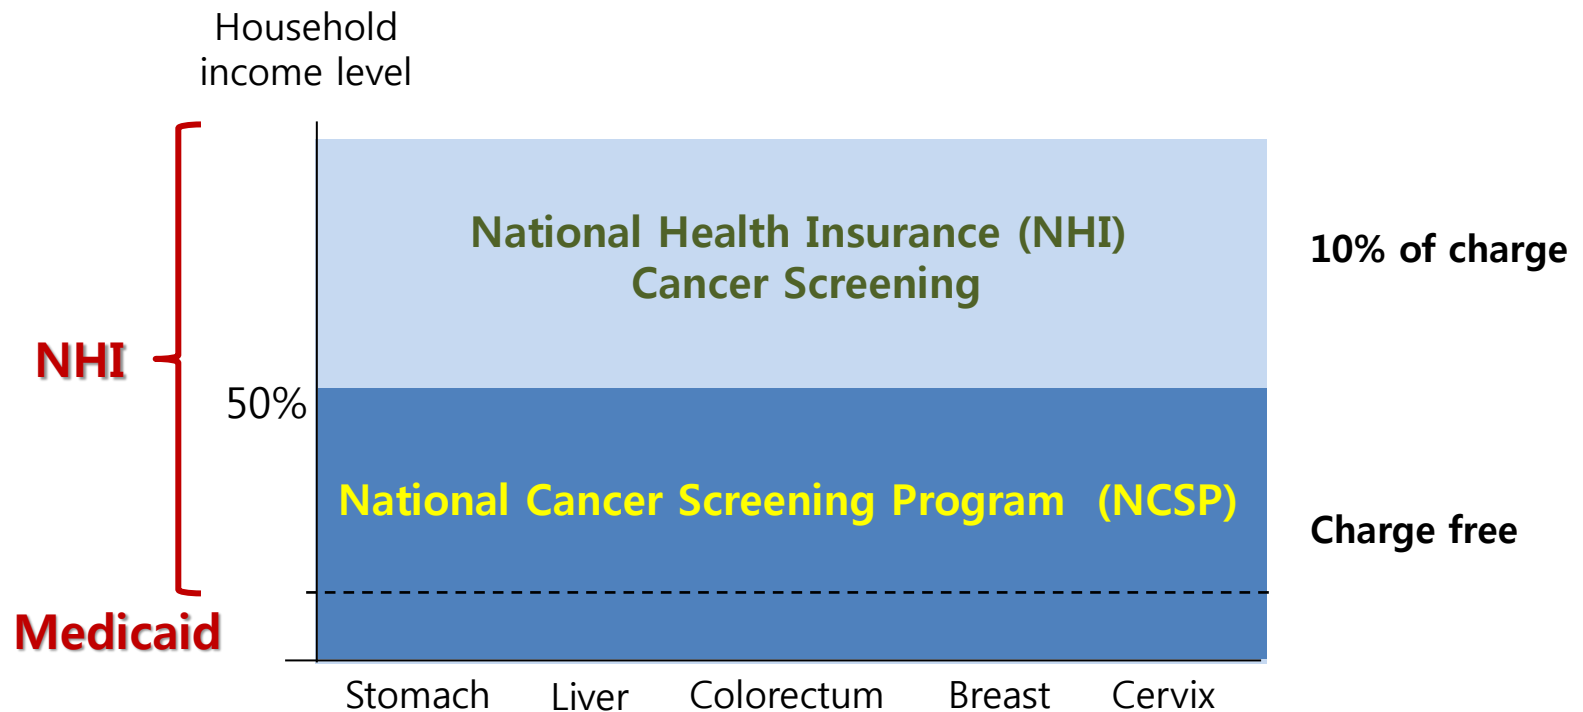 Household
income level
National Health Insurance (NHI)
Cancer Screening
10% of charge
NHI
50%
National Cancer Screening Program (NCSP)
Charge free
Medicaid
Stomach Liver Colorectum Breast Cervix